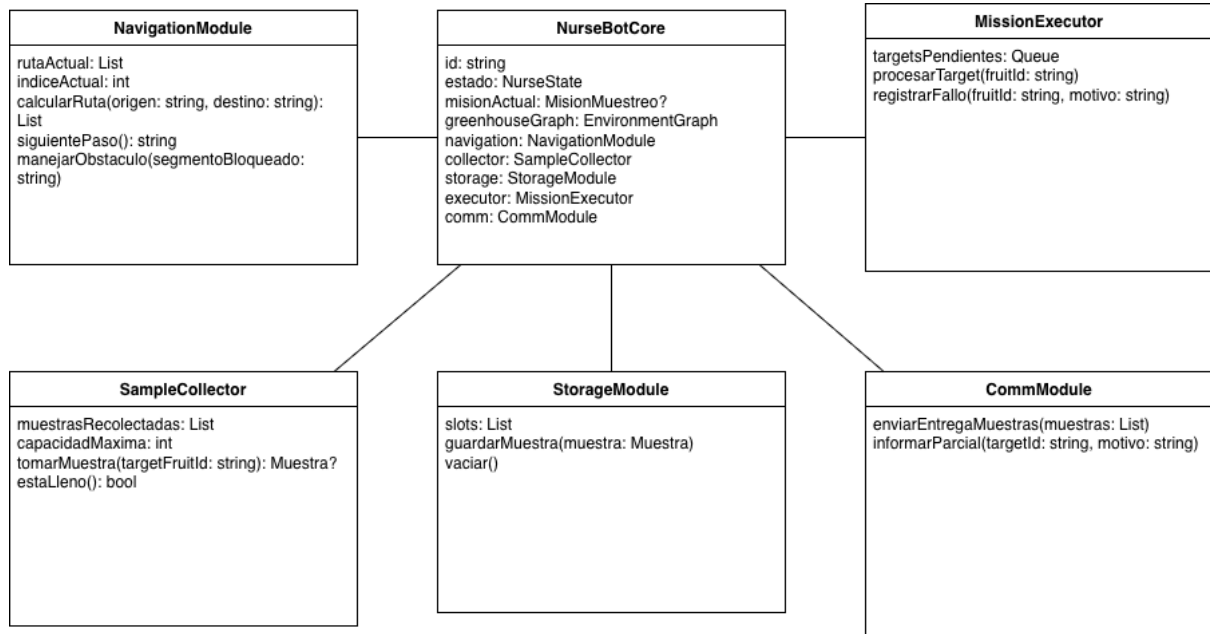 NavigationModule
rutaActual: List
indiceActual: int
calcularRuta(origen: string, destino: string):
List
siguientePaso(): string
manejarObstaculo(segmentoBloqueado:
string)
NurseBotCore
id: string
estado: NurseState
misionActual: MisionMuestreo?
greenhouseGraph: EnvironmentGraph
navigation: NavigationModule
collector: SampleCollector
storage: StorageModule
executor: MissionExecutor
comm: CommModule
MissionExecutor
targetsPendientes: Queue
procesarTarget(fruitId: string)
registrarFallo(fruitId: string, motivo: string)
SampleCollector
muestrasRecolectadas: List
capacidadMaxima: int
tomarMuestra(targetFruitId: string): Muestra?
estaLleno(): bool
StorageModule
slots: List
guardarMuestra(muestra: Muestra)
vaciar()
CommModule
enviarEntregaMuestras(muestras: List)
informarParcial(targetId: string, motivo: string)